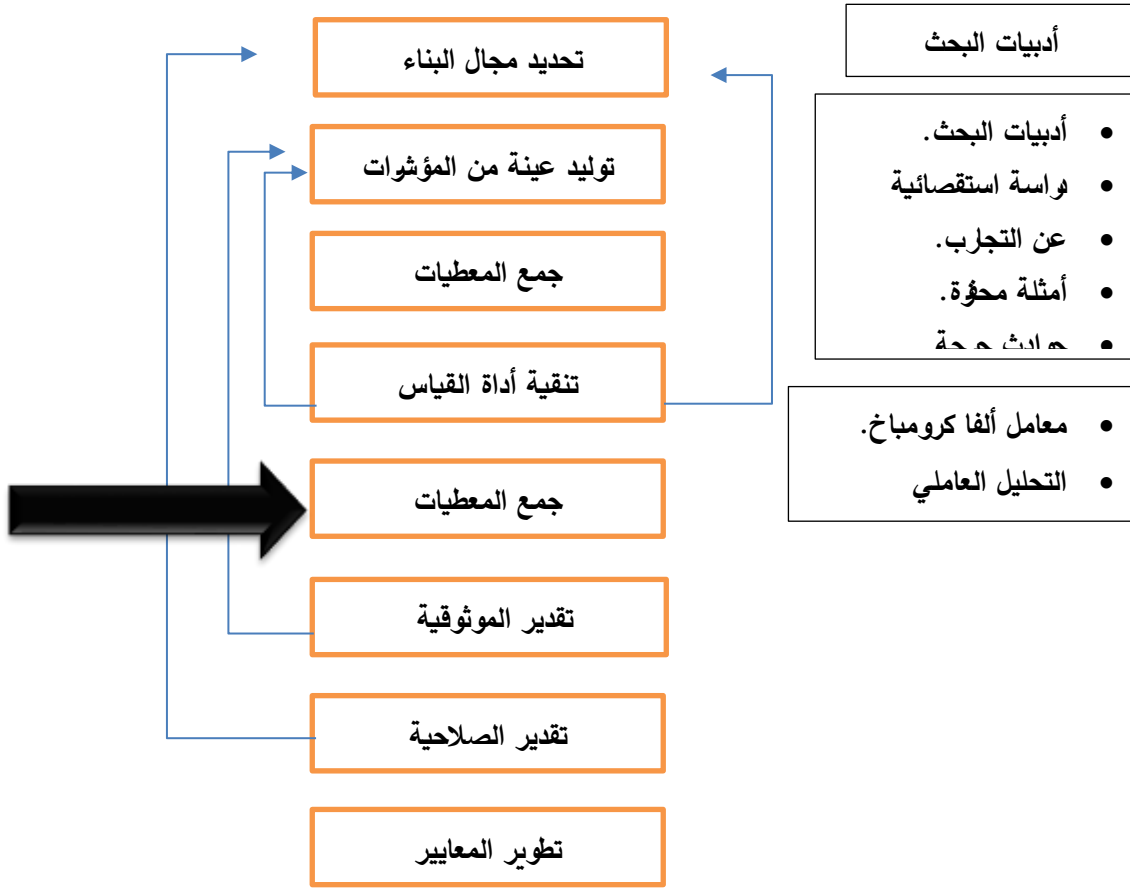 تحديد مجال البناء
توليد عينة من المؤشرات
جمع المعطيات
تنقية أداة القياس
جمع المعطيات
تقدير الموثوقية
تقدير الصلاحية
تطوير المعايير
أدبيات البحث
• أدبيات البحث.
• دراسة استقصائية
• عن التجارب.
• أمثلة محفزة.
• معامل ألفا كرومباخ.
• التحليل العاملي